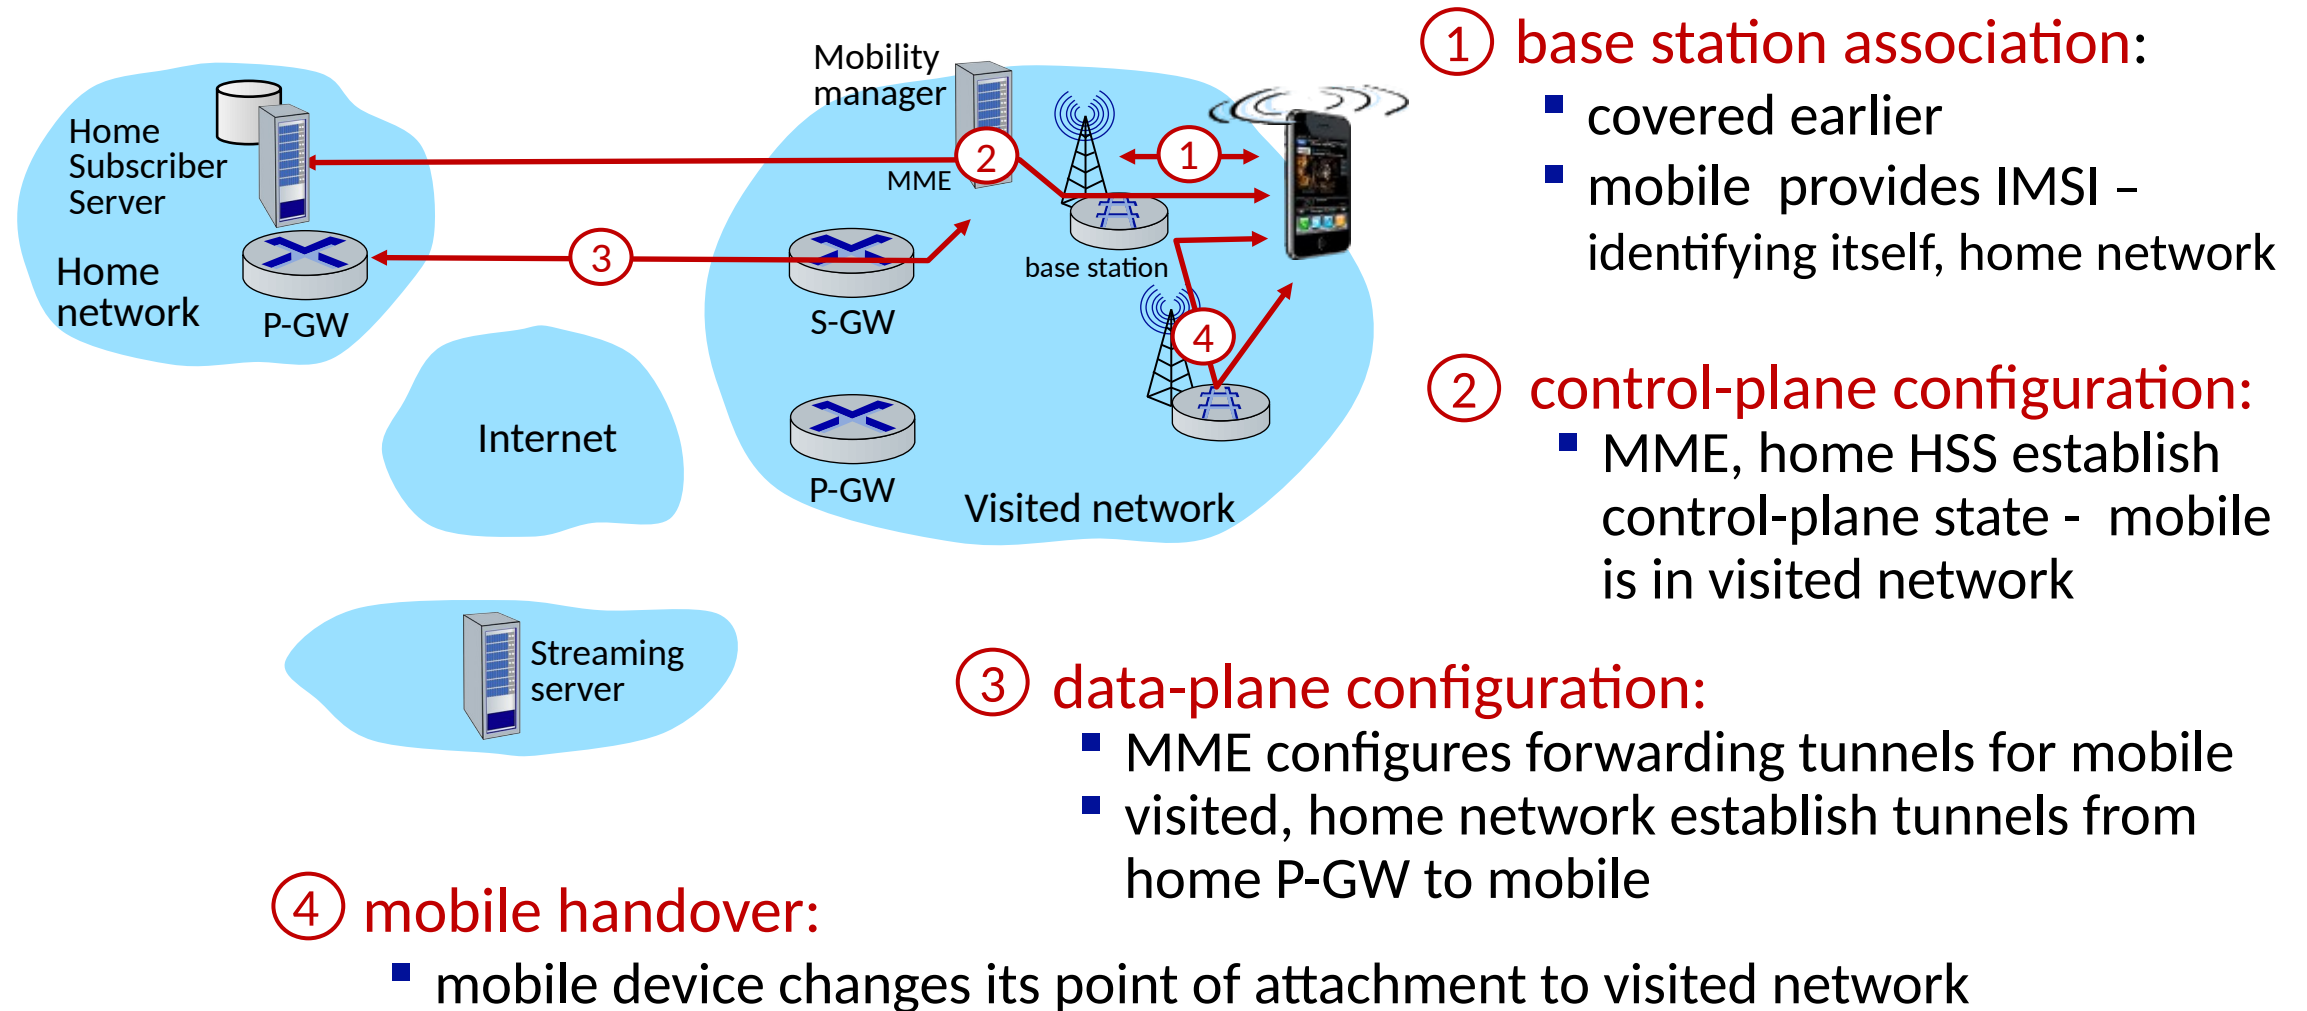 Mobility
manager
Home
Subscriber
Server
2
1
MME
3
Home
network
P-GW
S-GW
base station
4
Internet
P-GW
Visited network
Streaming
server
1 base station association:
covered earlier
mobile provides IMSI –
identifying itself, home network
2 control-plane configuration:
MME, home HSS establish
control-plane state - mobile
is in visited network
3 data-plane configuration:
MME configures forwarding tunnels for mobile
visited, home network establish tunnels from
home P-GW to mobile
4 mobile handover:
mobile device changes its point of attachment to visited network